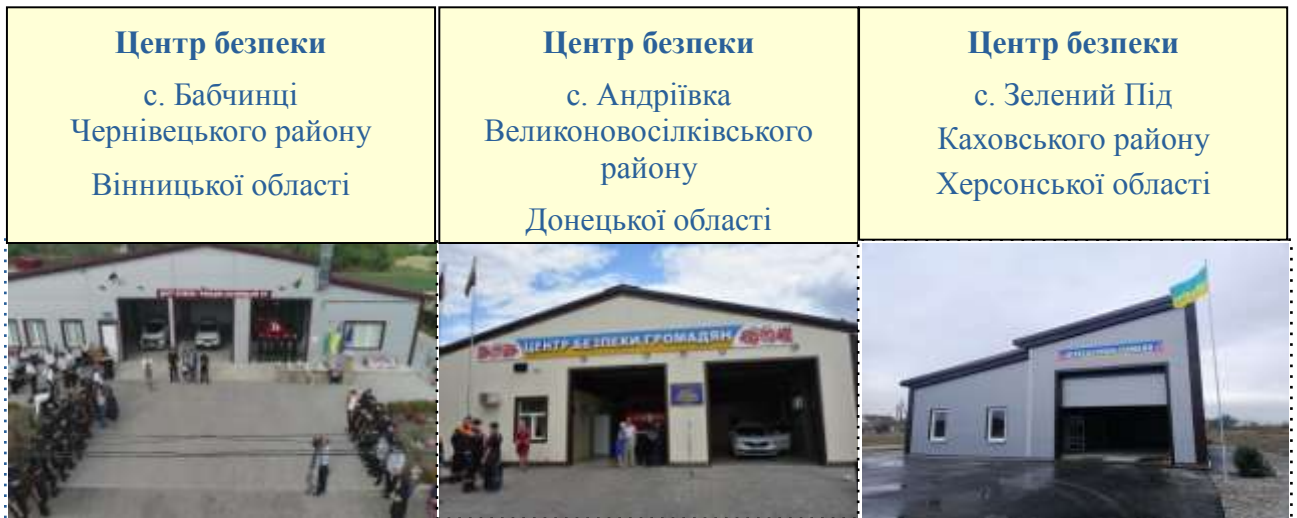 Центр безпеки
с. Бабчинці
Чернівецького району
Вінницької області
Центр безпеки
с. Андріївка
Великоновосілківського
району
Донецької області
Центр безпеки
с. Зелений Під
Каховського району
Херсонської області
ЦЕНТР БЕЗПЕКИ ГРОМАДЯН